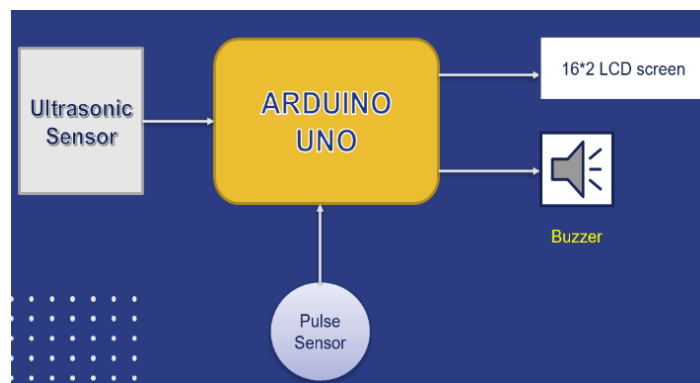 Ultrasonic
Sensor
ARDUINO
UNO
16*2 LCD screen
Buzzer
Pulse
Sensor